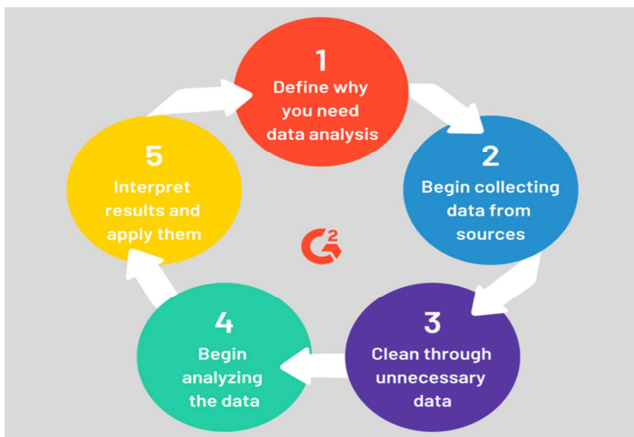 1
Define why
you need
data analysis
2
Begin collecting
data from
sources
3
Clean through
unnecessary
data
4
Begin
analyzing
the data
5
Interpret
results and
apply them
G2